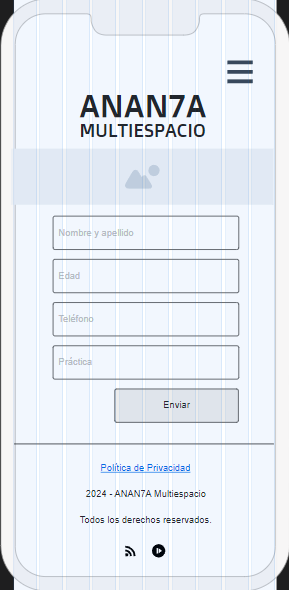 ANAN7A
MULTIESPACIO
Nombre y apellido
Edad
Teléfono
Práctica
Enviar
Política de Privacidad
2024 - ANAN7A Multiespacio
Todos los derechos reservados.